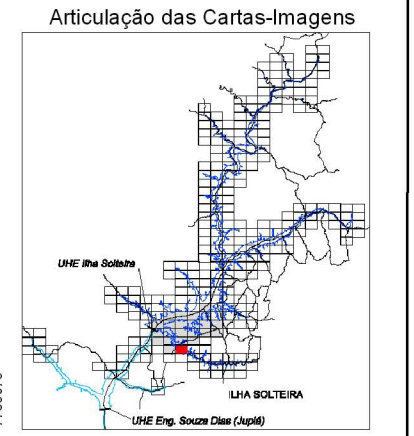 Articulação das Cartas-Imagens
UHE Ilha Solteira
ILHA SOLTEIRA
UHE Eng. Souza Dias (Jupiá)